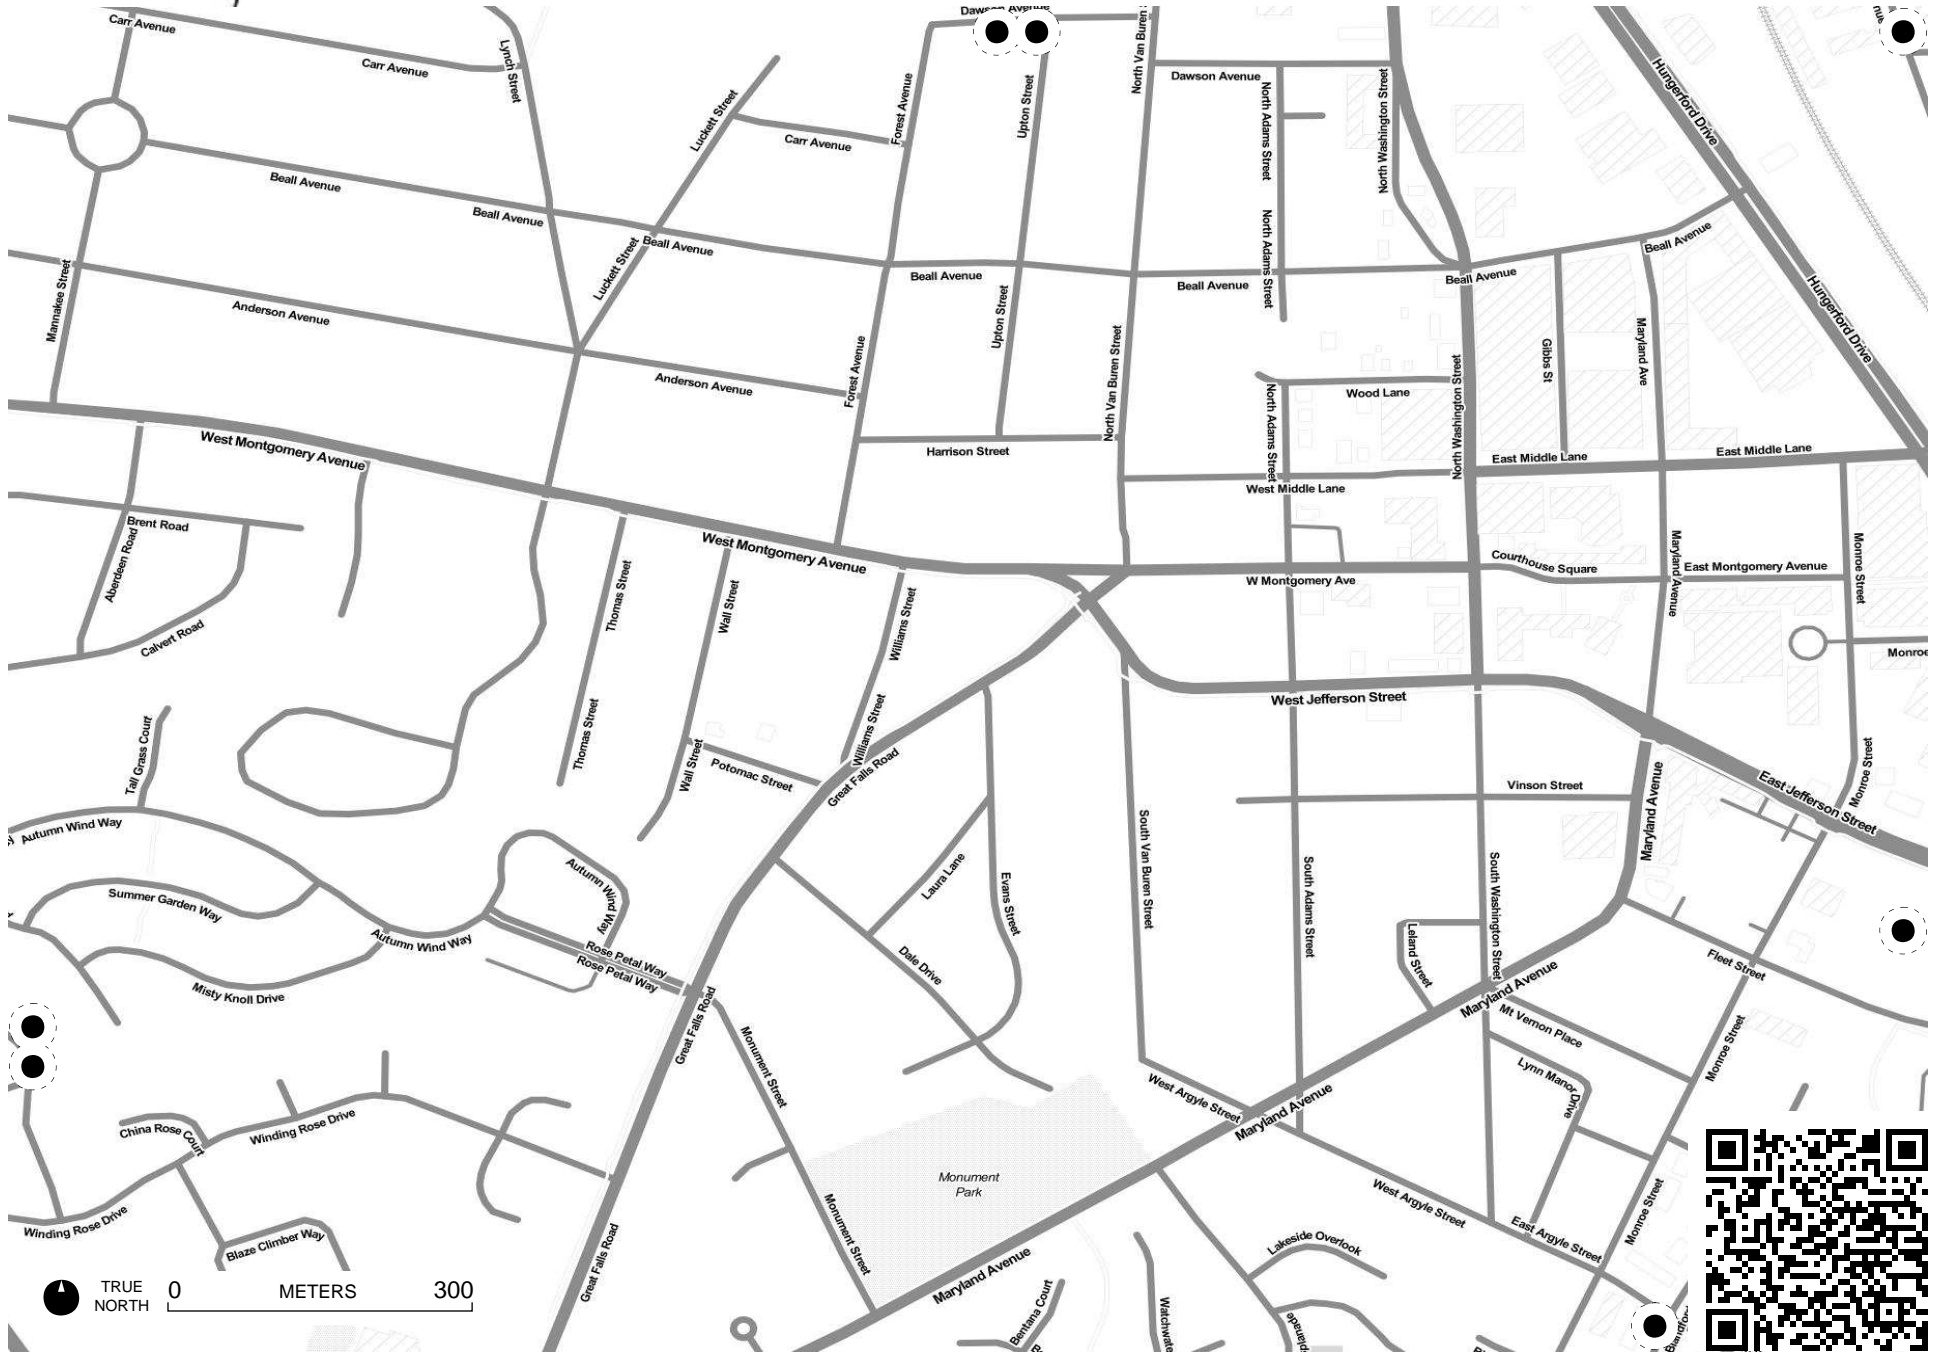 Carr Avenue
Carr Avenue
Lynch Street
Luckett Street
Carr Avenue
Forest Avenue
Dawson Avenue
Upton Street
North Van Buren
Dawson Avenue
North Adams Street
North Washington Street
Hungerford Drive
Beall Avenue
Beall Avenue
Beall Avenue
Luckett Street
Beall Avenue
Beall Avenue
North Adams Street
Beall Avenue
Beall Avenue
Mannakee Street
Anderson Avenue
Anderson Avenue
Forest Avenue
Upton Street
North Van Buren Street
Harrison Street
North Adams Street
Wood Lane
North Washington Street
Gibbs St
Maryland Ave
Hungerford Drive
East Middle Lane
East Middle Lane
West Middle Lane
West Montgomery Avenue
West Montgomery Avenue
Brent Road
Aberdeen Road
Calvert Road
Thomas Street
Wall Street
Williams Street
W Montgomery Ave
Courthouse Square
Maryland Avenue
East Montgomery Avenue
Monroe Street
Monroe
West Jefferson Street
Tall Grass Court
Thomas Street
Wall Street
Potomac Street
Williams Street
Great Falls Road
Vinson Street
East Jefferson Street
Monroe Street
Maryland Avenue
Autumn Wind Way
Summer Garden Way
Autumn Wind Way
Autumn Wind Way
Laura Lane
Evans Street
South Van Buren Street
South Adams Street
South Washington Street
Leland Street
Fleet Street
Rose Petal Way
Rose Petal Way
Dale Drive
Misty Knoll Drive
Great Falls Road
Maryland Avenue
Mt Vernon Place
Monroe Street
Monument Street
Lynn Manor Drive
West Argyle Street
Maryland Avenue
China Rose Court
Winding Rose Drive
Monument
Park
West Argyle Street
East Argyle Street
Monroe Street
Winding Rose Drive
Blaze Climber Way
Monument Street
Great Falls Road
Maryland Avenue
Lakeside Overlook
Bentana Court
Watchwate
splanade
TRUE
NORTH
0 METERS 300